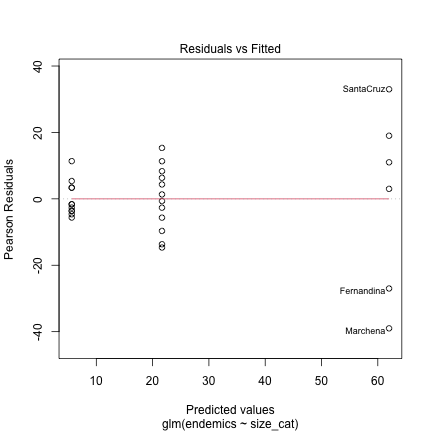 Residuals vs Fitted
40
20
0
-20
-40
Pearson Residuals
SantaCruz
Fernandina
Marchena
10 20 30 40 50 60
Predicted values
glm(endemics ~ size_cat)